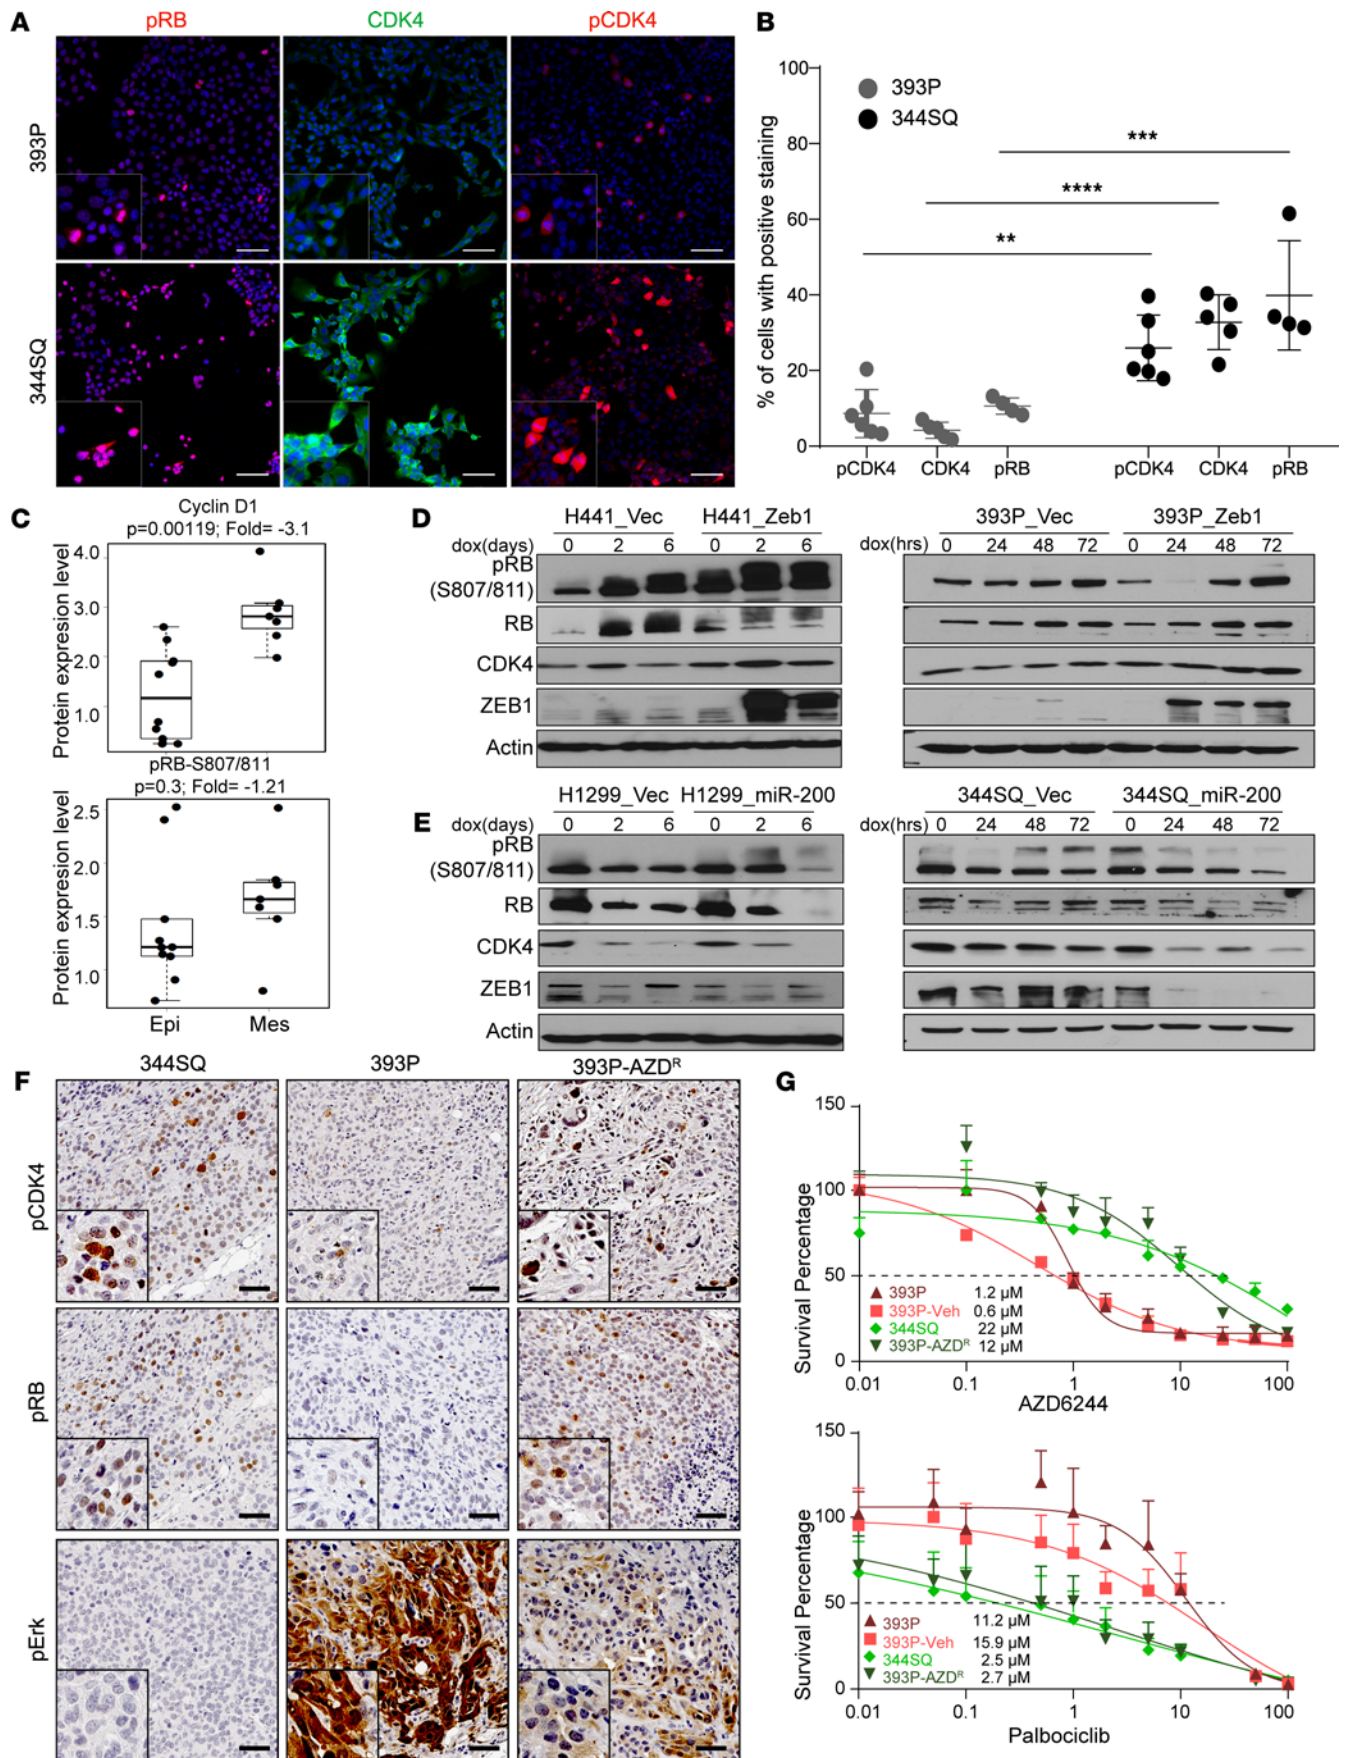 A
pRB CDK4 pCDK4
393P
344SQ
B
100
80
60
40
20
0
% of cells with positive staining
393P
344SQ
***
****
**
pCDK4 CDK4 pRB pCDK4 CDK4 pRB
C
Cyclin D1
p=0.00119; Fold= -3.1
Protein expresion level
4.0
3.0
2.0
1.0
pRB-S807/811
p=0.3; Fold= -1.21
Protein expresion level
2.5
2.0
1.5
1.0
Epi Mes
D
H441_Vec H441_Zeb1
dox(days) 0 2 6 0 2 6
pRB
(S807/811)
RB
CDK4
ZEB1
Actin
393P_Vec 393P_Zeb1
dox(hrs) 0 24 48 72 0 24 48 72
E
H1299_Vec H1299_miR-200
dox(days) 0 2 6 0 2 6
pRB
(S807/811)
RB
CDK4
ZEB1
Actin
344SQ_Vec 344SQ_miR-200
dox(hrs) 0 24 48 72 0 24 48 72
F
344SQ 393P 393P-AZDᴿ
pCDK4
pRB
pErk
G
150
100
50
0
Survival Percentage
393P 1.2 µM
393P-Veh 0.6 µM
344SQ 22 µM
393P-AZDᴿ 12 µM
0.01 0.1 1 10 100
AZD6244
150
100
50
0
Survival Percentage
393P 11.2 µM
393P-Veh 15.9 µM
344SQ 2.5 µM
393P-AZDᴿ 2.7 µM
0.01 0.1 1 10 100
Palbociclib